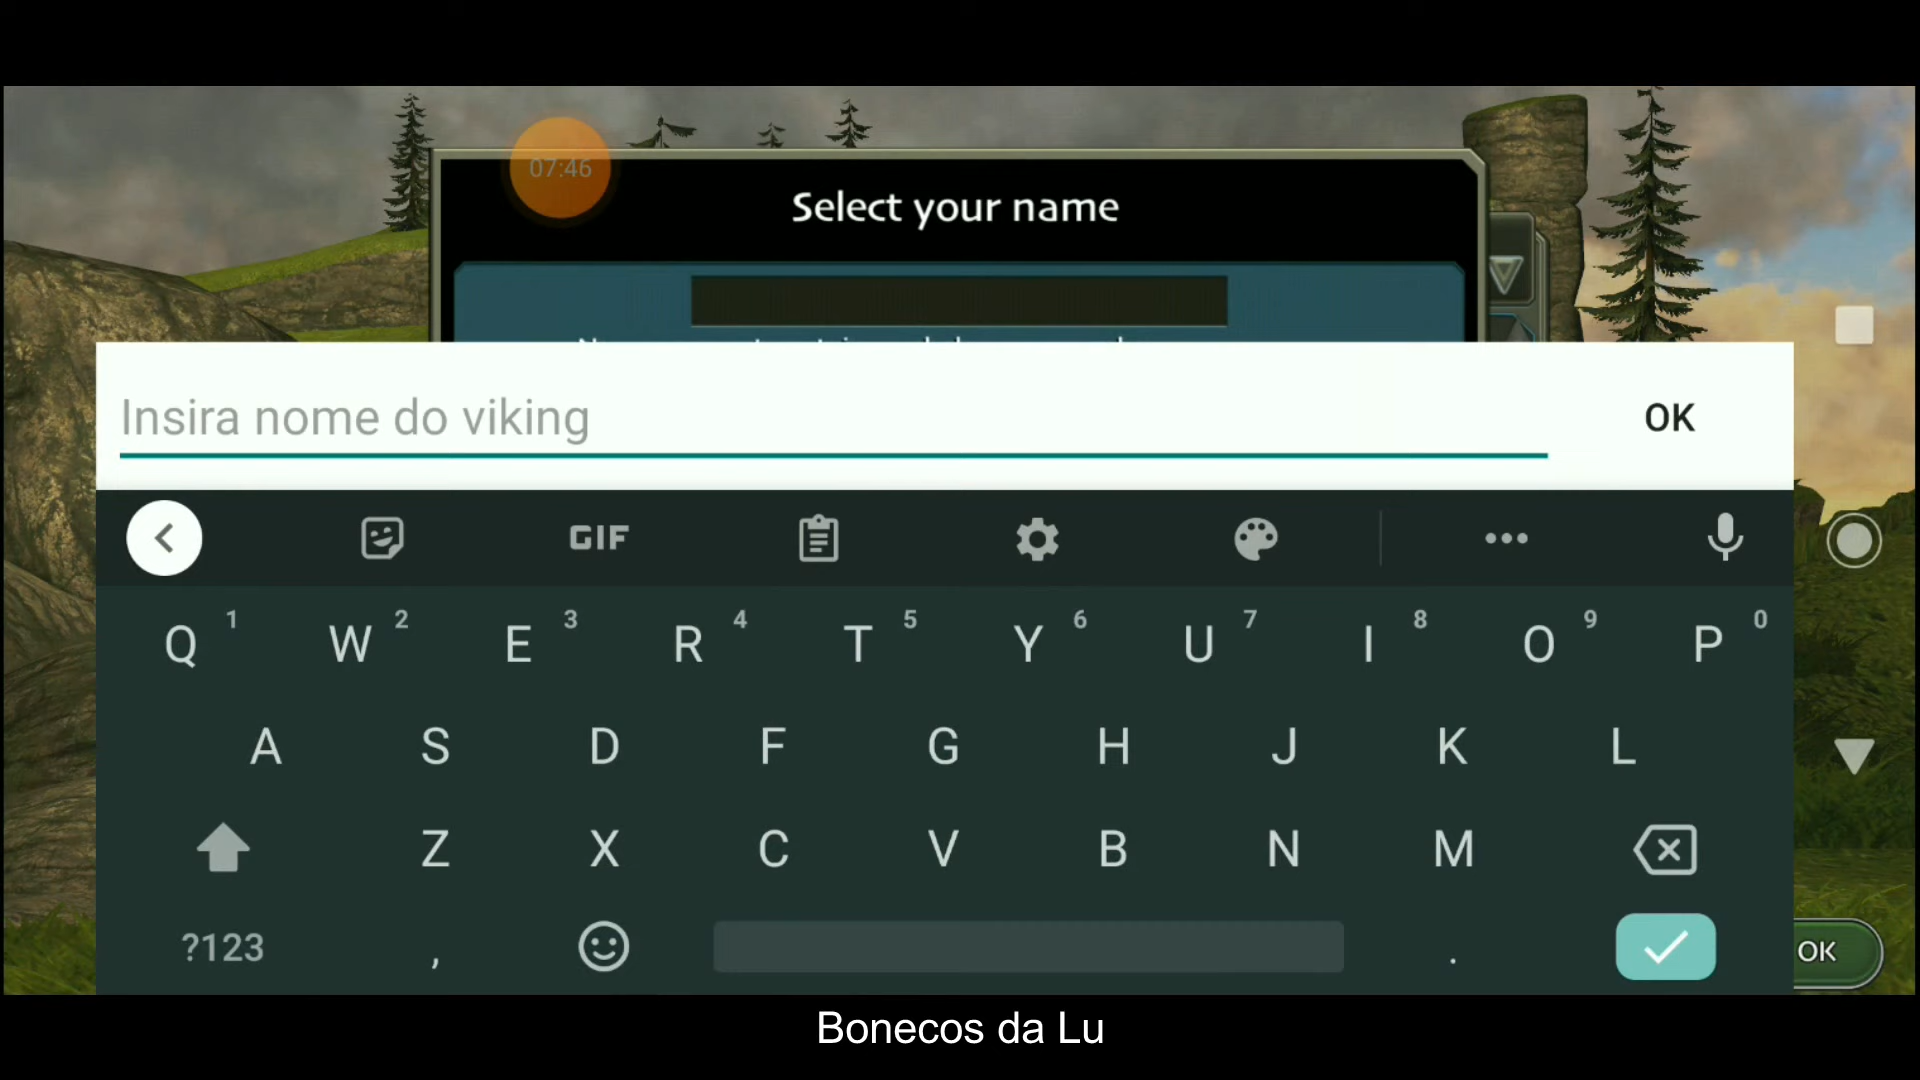 07:46
Select your name
Insira nome do viking
OK
GIF
Q 1 W 2 E 3 R 4 T 5 Y 6 U 7 I 8 O 9 P 0
A S D F G H J K L
Z X C V B N M
?123 , .
OK
Bonecos da Lu